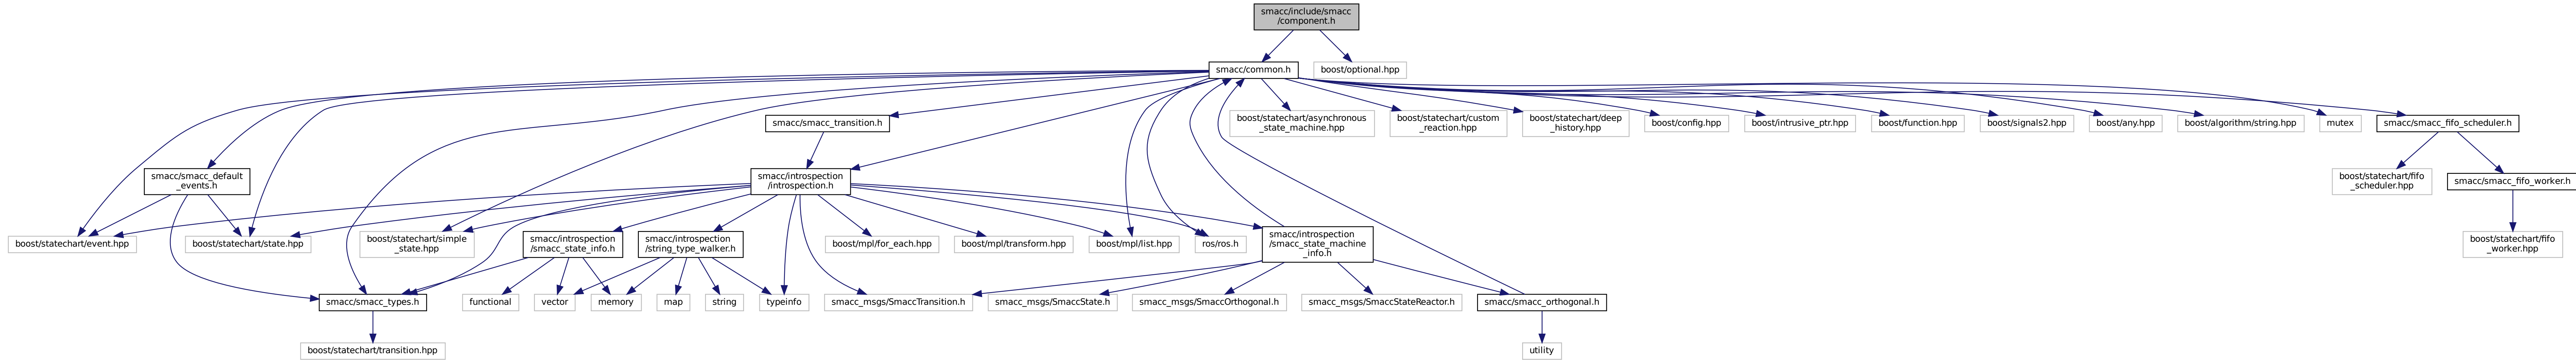 smacc/include/smacc
/component.h
smacc/common.h
boost/optional.hpp
smacc/smacc_transition.h
boost/statechart/asynchronous
_state_machine.hpp
boost/statechart/custom
_reaction.hpp
boost/statechart/deep
_history.hpp
boost/config.hpp
boost/intrusive_ptr.hpp
boost/function.hpp
boost/signals2.hpp
boost/any.hpp
boost/algorithm/string.hpp
mutex
smacc/smacc_fifo_scheduler.h
smacc/smacc_default
_events.h
smacc/introspection
/introspection.h
boost/statechart/fifo
_scheduler.hpp
smacc/smacc_fifo_worker.h
boost/statechart/event.hpp
boost/statechart/state.hpp
boost/statechart/simple
_state.hpp
smacc/introspection
/smacc_state_info.h
smacc/introspection
/string_type_walker.h
boost/mpl/for_each.hpp
boost/mpl/transform.hpp
boost/mpl/list.hpp
ros/ros.h
smacc/introspection
/smacc_state_machine
_info.h
boost/statechart/fifo
_worker.hpp
smacc/smacc_types.h
functional
vector
memory
map
string
typeinfo
smacc_msgs/SmaccTransition.h
smacc_msgs/SmaccState.h
smacc_msgs/SmaccOrthogonal.h
smacc_msgs/SmaccStateReactor.h
smacc/smacc_orthogonal.h
boost/statechart/transition.hpp
utility